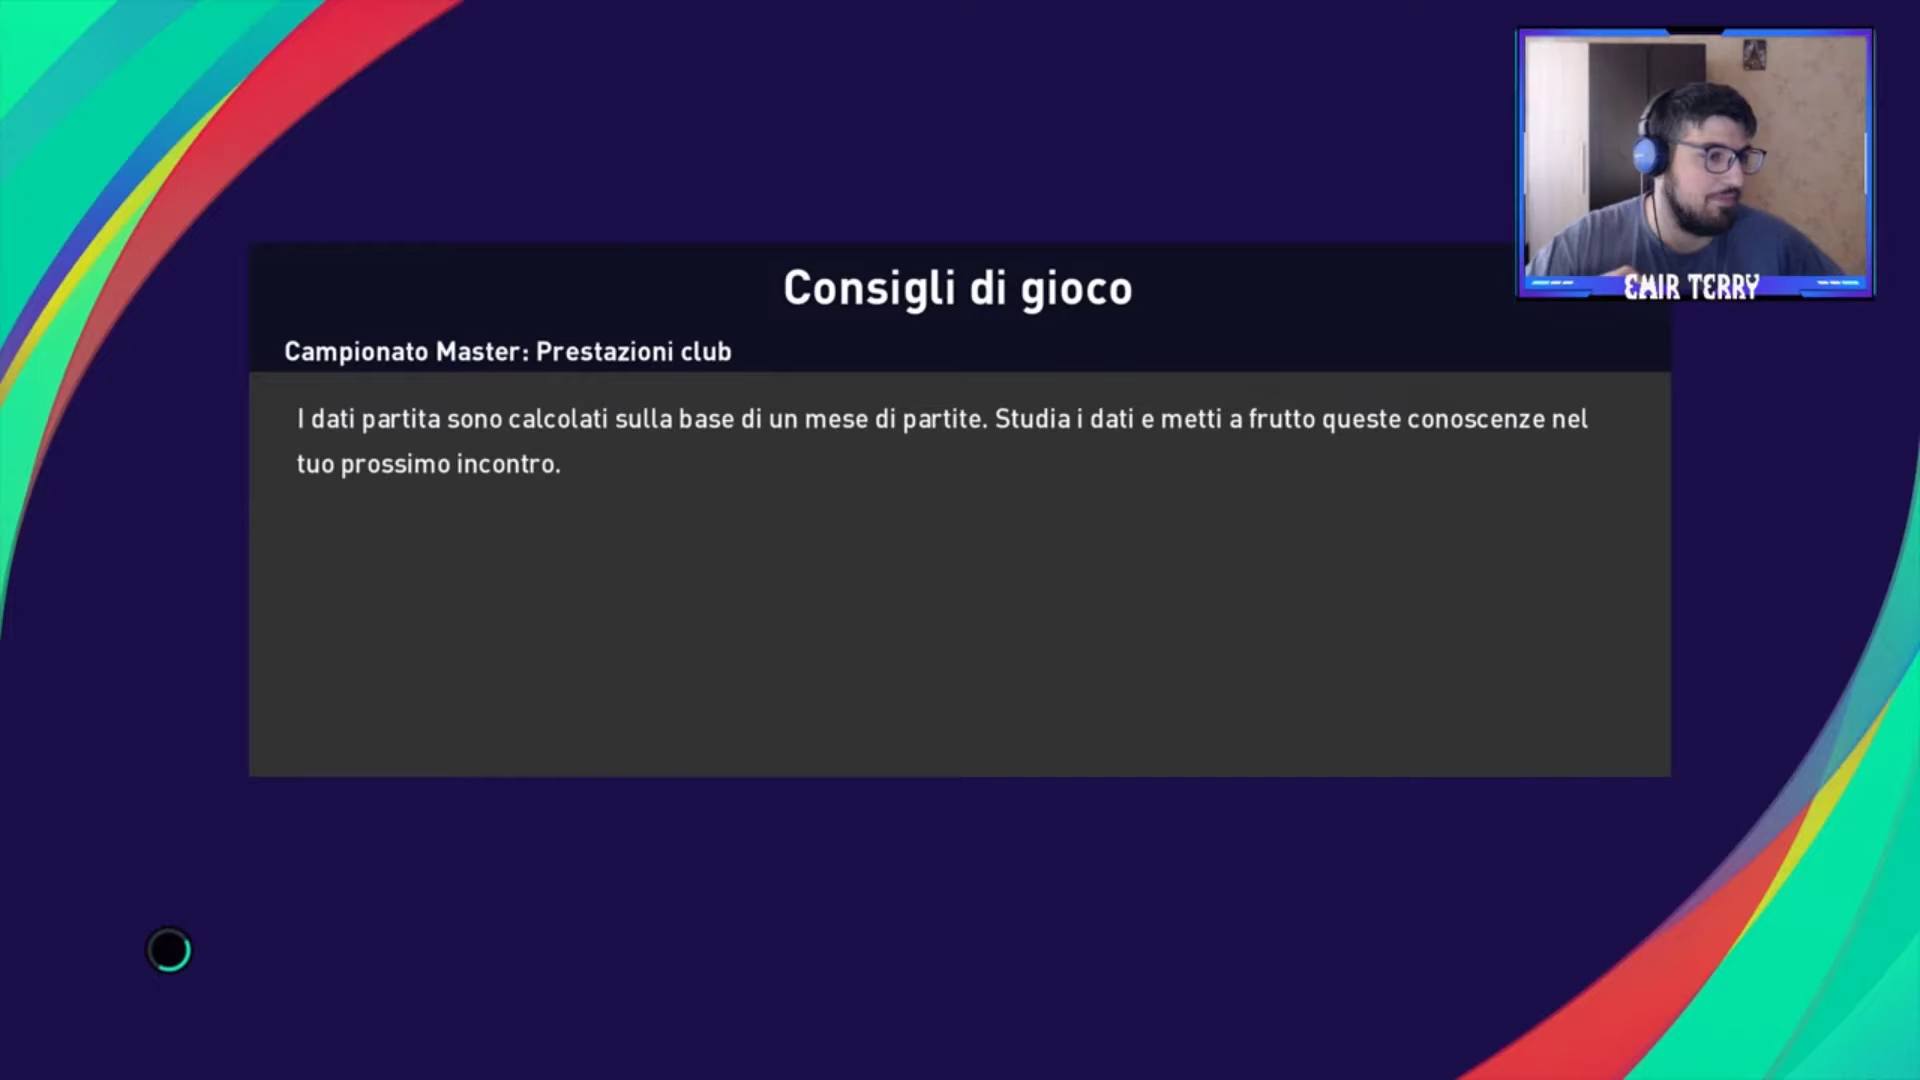 Consigli di gioco
EMIR TERRY
Campionato Master: Prestazioni club
I dati partita sono calcolati sulla base di un mese di partite. Studia i dati e metti a frutto queste conoscenze nel
tuo prossimo incontro.